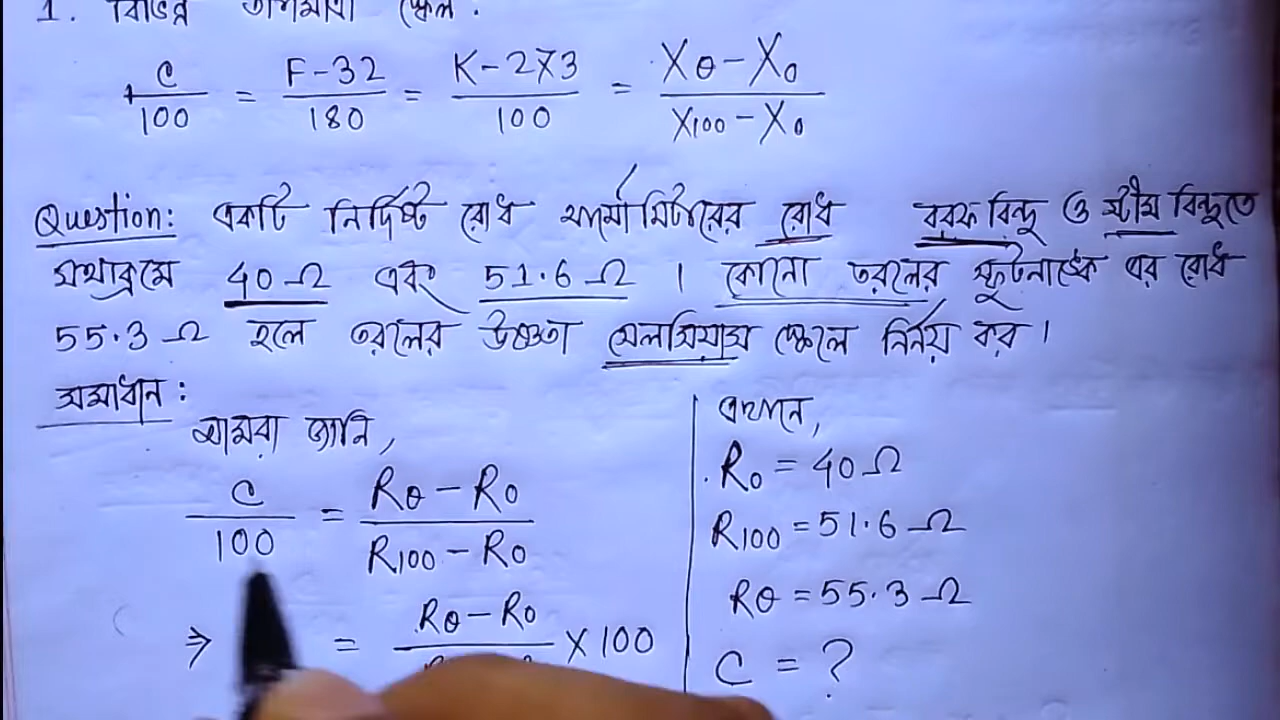 1. বিভিন্ন তাপমাত্রা স্কেল :
C/100 = F-32/180 = K-273/100 = Xθ-X0/X100-X0
Question: একটি নির্দিষ্ট রোধ থার্মোমিটারের রোধ বরফ বিন্দু ও স্টীম বিন্দুতে
যথাক্রমে 40 Ω এবং 51.6 Ω । কোনো তরলের স্ফুটনাঙ্কে এর রোধ
55.3 Ω হলে তরলের উষ্ণতা সেলসিয়াস স্কেলে নির্নয় কর ।
সমাধান :
আমরা জানি,
C/100 = Rθ-R0/R100-R0
⇒ = Rθ-R0 × 100
এখানে,
R0 = 40 Ω
R100 = 51.6 Ω
Rθ = 55.3 Ω
C = ?